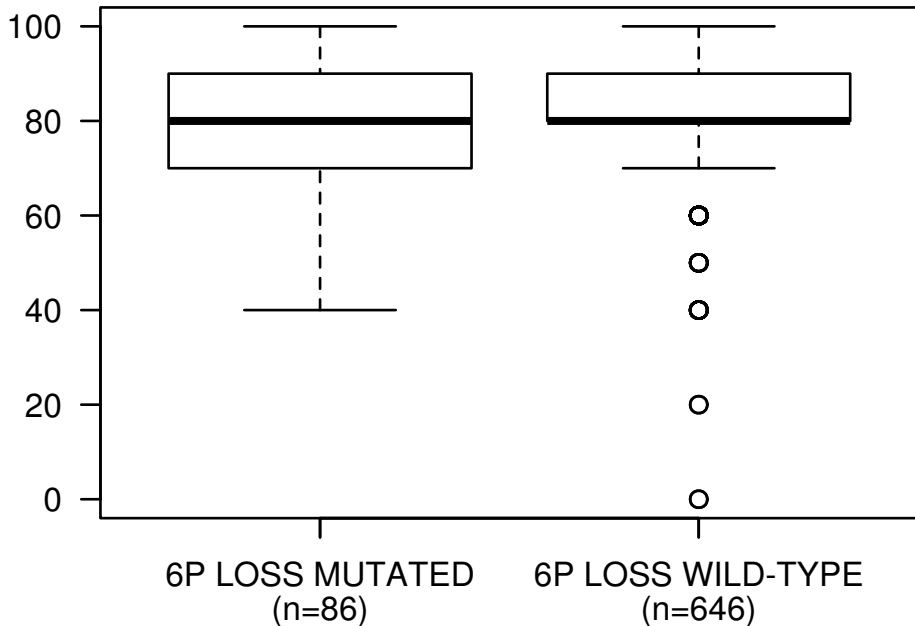 100
80
60
40
20
0
6P LOSS MUTATED
(n=86)
6P LOSS WILD-TYPE
(n=646)